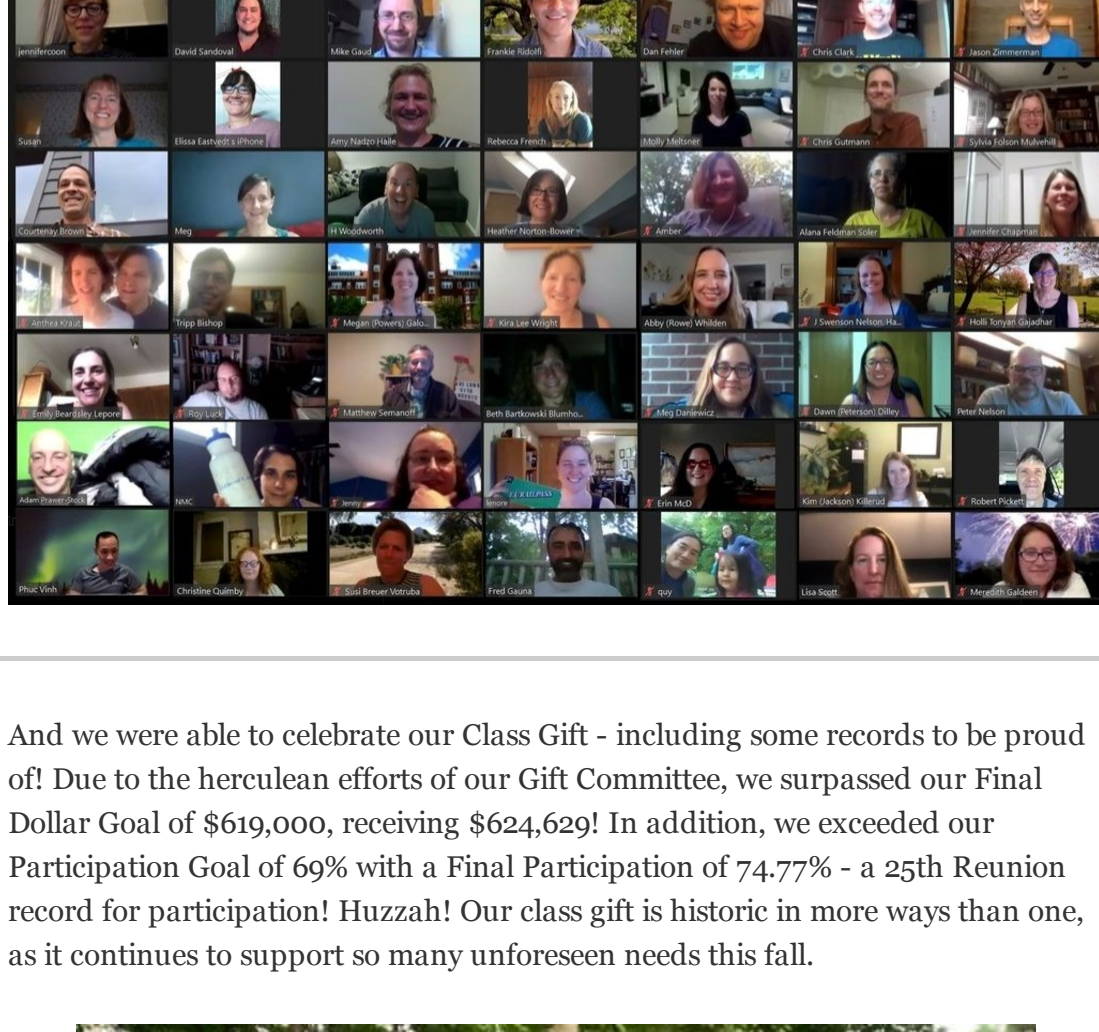 jennifercoon
David Sandoval
Mike Gaud
Frankie Ridolfi
Dan Fehler
Chris Clark
Jason Zimmerman
Susan
Elissa Eastvedt s iPhone
Amy Nadzo Haile
Rebecca French
Molly Meltsner
Chris Gutmann
Sylvia Folson Mulvehill
Courtenay Brown
Meg
H Woodworth
Heather Norton-Bower
Amber
Alana Feldman Soler
Jennifer Chapman
Anthea Kraut
Tripp Bishop
Megan (Powers) Galo...
Kira Lee Wright
Abby (Rowe) Whilden
J Swenson Nelson, Ha...
Holli Tonyan Gajadhar
Emily Beardsley Lepore
Roy Luck
Matthew Semanoff
Beth Bartkowski Blumho...
Meg Daniewicz
Dawn (Peterson) Dilley
Peter Nelson
Adam Prawer-Stock
NMC
Jenny
lenore
EURAILPASS
Erin McD
Kim (Jackson) Killerud
Robert Pickett
Phuc Vinh
Christine Quimby
Susi Breuer Votruba
Fred Gauna
quy
Lisa Scott
Meredith Galdeen
And we were able to celebrate our Class Gift - including some records to be proud
of! Due to the herculean efforts of our Gift Committee, we surpassed our Final
Dollar Goal of $619,000, receiving $624,629! In addition, we exceeded our
Participation Goal of 69% with a Final Participation of 74.77% - a 25th Reunion
record for participation! Huzzah! Our class gift is historic in more ways than one,
as it continues to support so many unforeseen needs this fall.